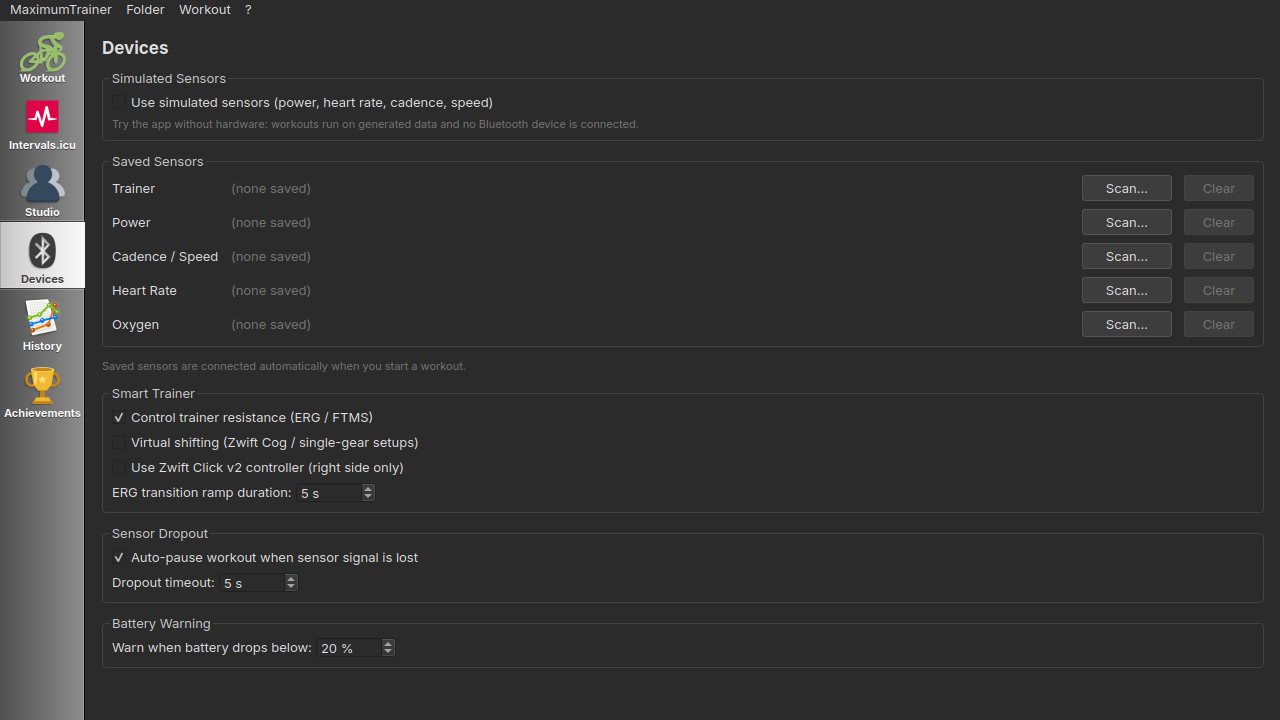 MaximumTrainer Folder Workout ?
Workout
Intervals.icu
Studio
Devices
History
Achievements
Devices
Simulated Sensors
Use simulated sensors (power, heart rate, cadence, speed)
Try the app without hardware: workouts run on generated data and no Bluetooth device is connected.
Saved Sensors
Trainer (none saved) Scan... Clear
Power (none saved) Scan... Clear
Cadence / Speed (none saved) Scan... Clear
Heart Rate (none saved) Scan... Clear
Oxygen (none saved) Scan... Clear
Saved sensors are connected automatically when you start a workout.
Smart Trainer
Control trainer resistance (ERG / FTMS)
Virtual shifting (Zwift Cog / single-gear setups)
Use Zwift Click v2 controller (right side only)
ERG transition ramp duration: 5 s
Sensor Dropout
Auto-pause workout when sensor signal is lost
Dropout timeout: 5 s
Battery Warning
Warn when battery drops below: 20 %